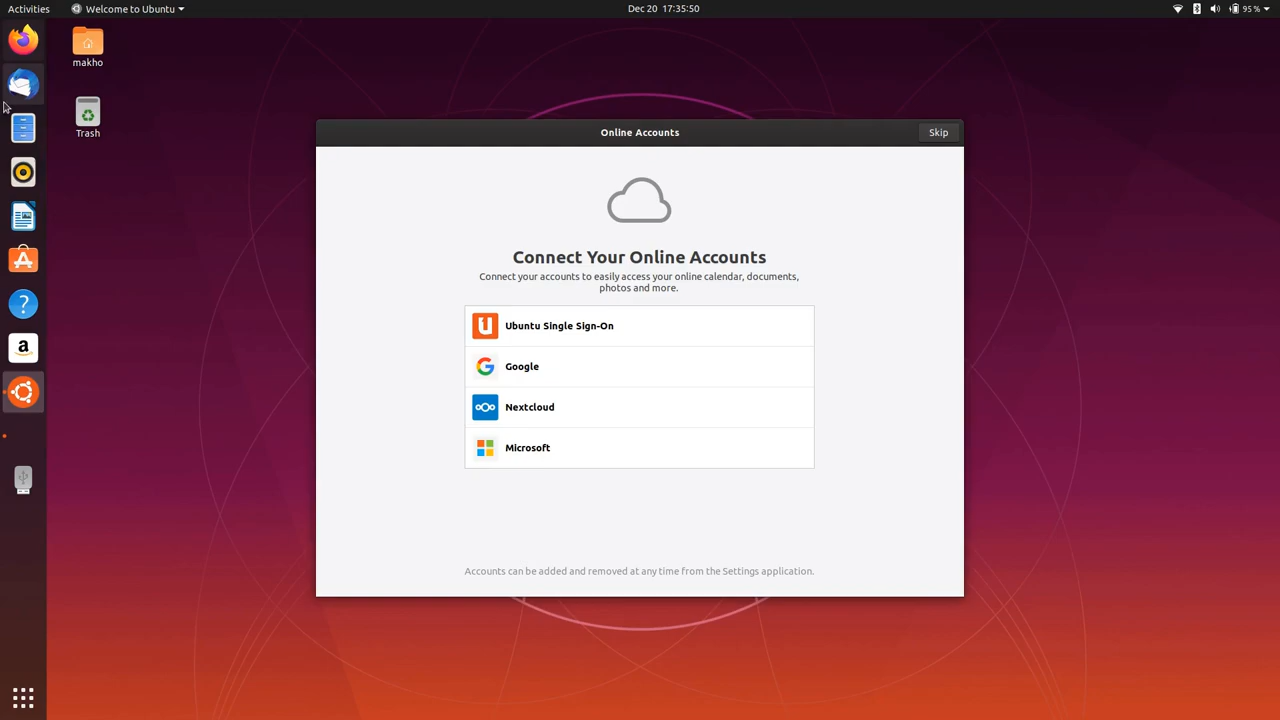 Activities
Welcome to Ubuntu
Dec 20 17:35:50
95 %
makho
Trash
Online Accounts
Skip
Connect Your Online Accounts
Connect your accounts to easily access your online calendar, documents,
photos and more.
Ubuntu Single Sign-On
Google
Nextcloud
Microsoft
Accounts can be added and removed at any time from the Settings application.